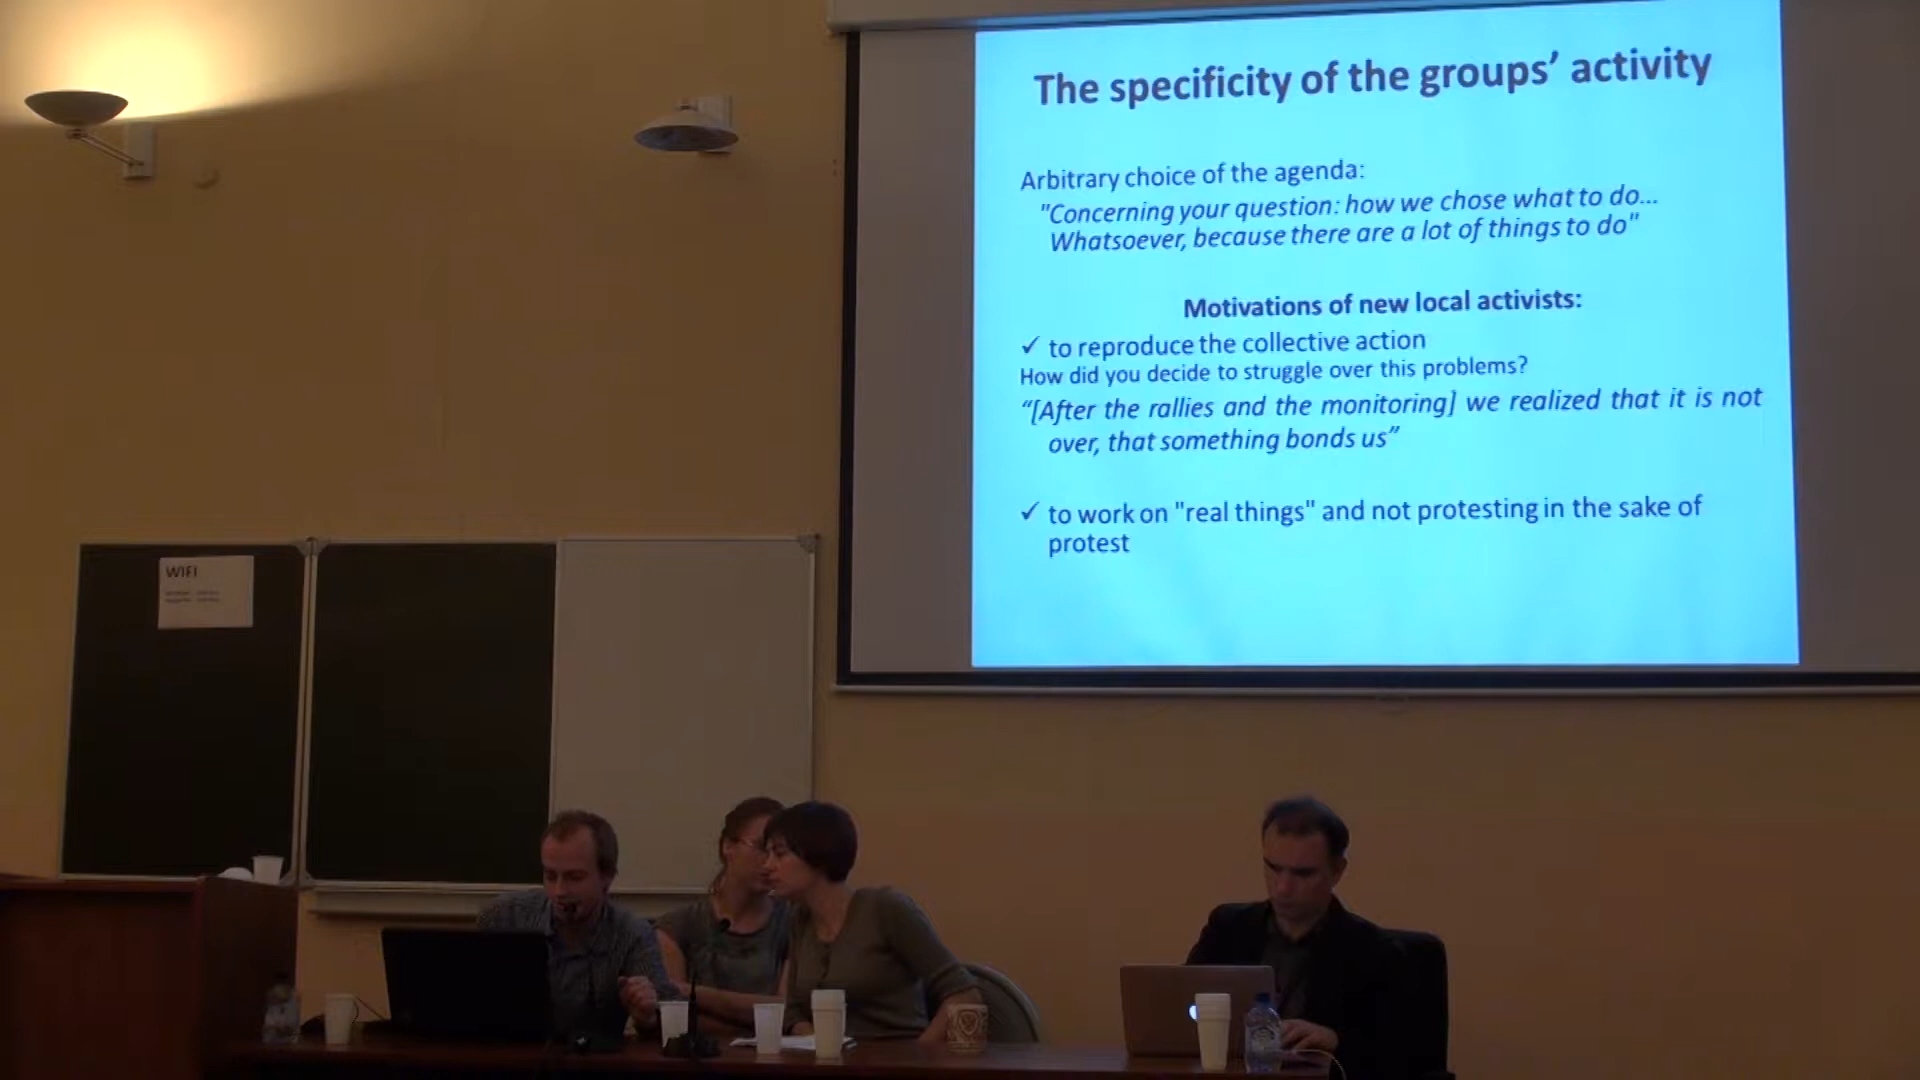 The specificity of the groups’ activity
Arbitrary choice of the agenda:
"Concerning your question: how we chose what to do...
Whatsoever, because there are a lot of things to do"
Motivations of new local activists:
✓ to reproduce the collective action
How did you decide to struggle over this problems?
“[After the rallies and the monitoring] we realized that it is not
over, that something bonds us”
✓ to work on "real things" and not protesting in the sake of
protest
WIFI